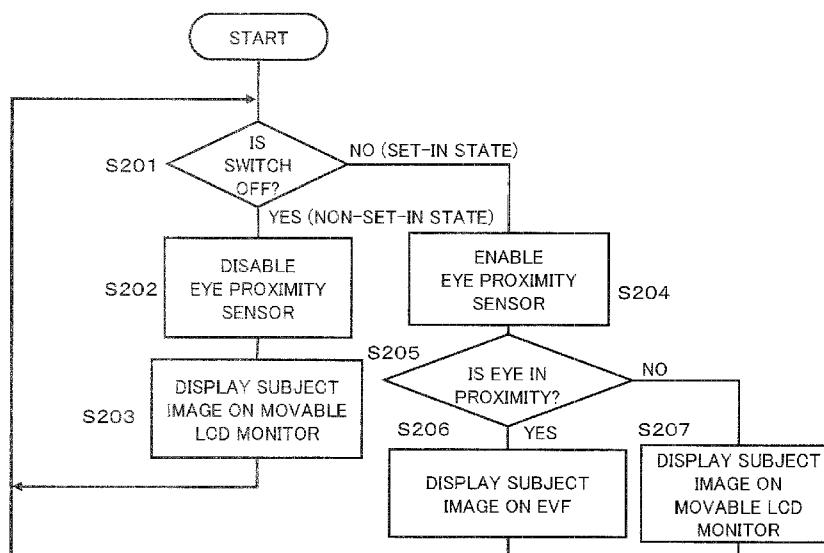 START
IS
SWITCH
OFF?
S201
NO (SET-IN STATE)
YES (NON-SET-IN STATE)
DISABLE
EYE PROXIMITY
SENSOR
S202
DISPLAY SUBJECT
IMAGE ON MOVABLE
LCD MONITOR
S203
ENABLE
EYE PROXIMITY
SENSOR
S204
S205
IS EYE IN
PROXIMITY?
NO
YES
S206
DISPLAY SUBJECT
IMAGE ON EVF
S207
DISPLAY SUBJECT
IMAGE ON
MOVABLE LCD
MONITOR